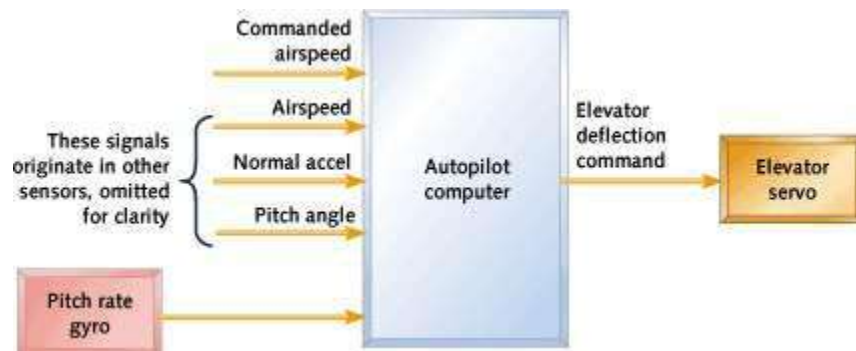 Commanded
airspeed
Airspeed
These signals
originate in other
sensors, omitted
for clarity
Normal accel
Pitch angle
Pitch rate
gyro
Autopilot
computer
Elevator
deflection
command
Elevator
servo